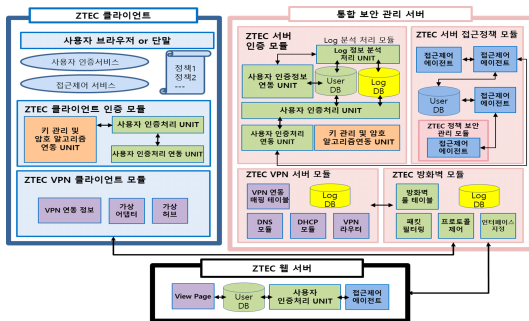 ZTEC 클라이언트
사용자 브라우저 or 단말
사용자 인증서비스
접근제어 서비스
정책1
정책2
---
ZTEC 클라이언트 인증 모듈
키 관리 및
암호 알고리즘
연동 UNIT
사용자 인증처리 UNIT
사용자 인증처리 연동 UNIT
ZTEC VPN 클라이언트 모듈
VPN 연동 정보
가상
어댑터
가상
허브
통합 보안 관리 서버
ZTEC 서버
인증 모듈
Log 분석 처리 모듈
Log 정보 분석
처리 UNIT
사용자 인증정보
연동 UNIT
User
DB
Log
DB
사용자 인증처리 UNIT
사용자 인증처리
연동 UNIT
키 관리 및 암호
알고리즘연동 UNIT
ZTEC 서버 접근정책 모듈
접근제어
에이전트
접근제어
에이전트
User
DB
접근제어
에이전트
ZTEC 정책 보안
관리 모듈
접근제어
에이전트
ZTEC VPN 서버 모듈
VPN 연동
매핑 테이블
Log
DB
DNS
모듈
DHCP
모듈
VPN
라우터
ZTEC 방화벽 모듈
방화벽
룰 테이블
Log
DB
패킷
필터링
프로토콜
제어
인터페이스
지정
ZTEC 웹 서버
View Page
User
DB
사용자
인증처리 UNIT
접근제어
에이전트